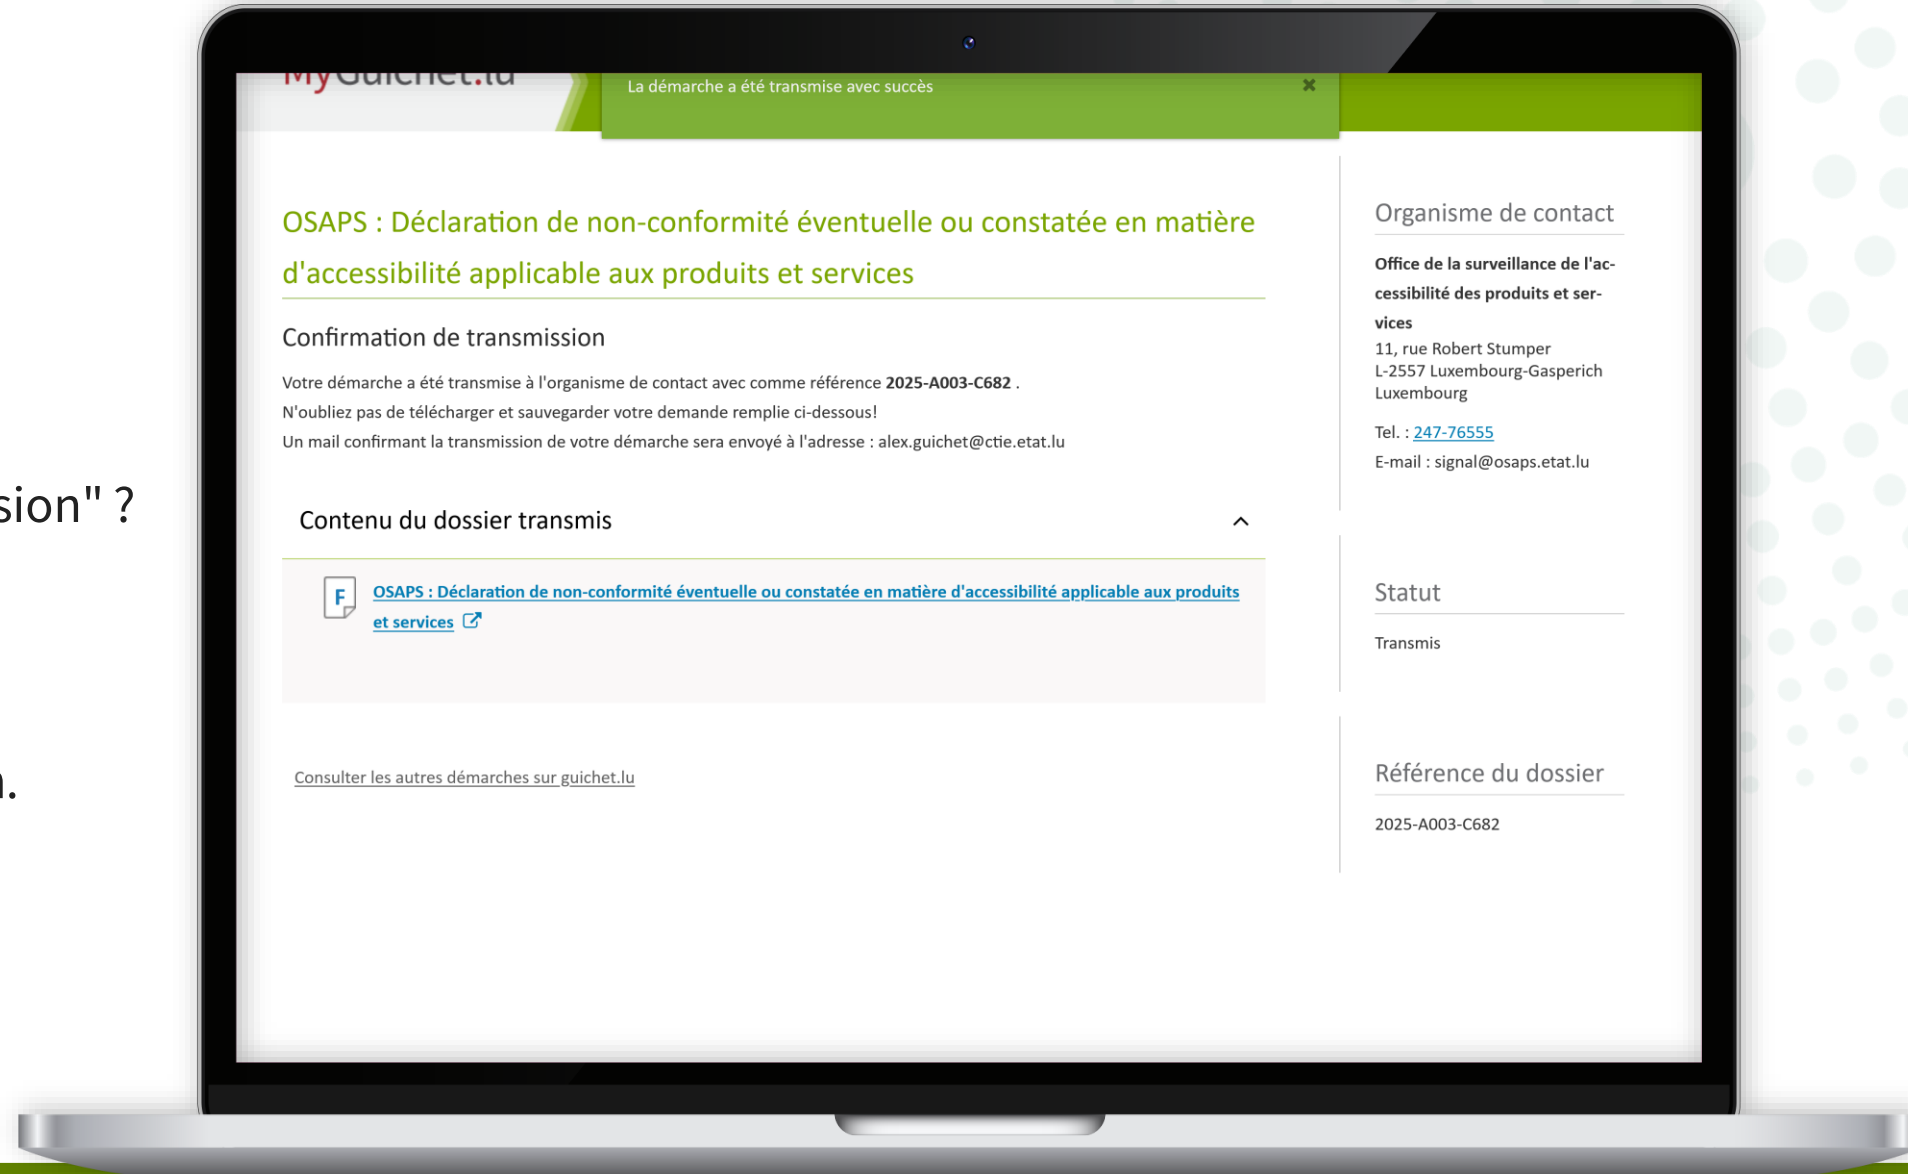 sion" ?
n.
MyGuichet.lu
La démarche a été transmise avec succès
OSAPS : Déclaration de non-conformité éventuelle ou constatée en matière
d'accessibilité applicable aux produits et services
Confirmation de transmission
Votre démarche a été transmise à l'organisme de contact avec comme référence 2025-A003-C682 .
N'oubliez pas de télécharger et sauvegarder votre demande remplie ci-dessous!
Un mail confirmant la transmission de votre démarche sera envoyé à l'adresse : alex.guichet@ctie.etat.lu
Contenu du dossier transmis
F
OSAPS : Déclaration de non-conformité éventuelle ou constatée en matière d'accessibilité applicable aux produits
et services
Consulter les autres démarches sur guichet.lu
Organisme de contact
Office de la surveillance de l'ac-
cessibilité des produits et ser-
vices
11, rue Robert Stumper
L-2557 Luxembourg-Gasperich
Luxembourg
Tel. : 247-76555
E-mail : signal@osaps.etat.lu
Statut
Transmis
Référence du dossier
2025-A003-C682